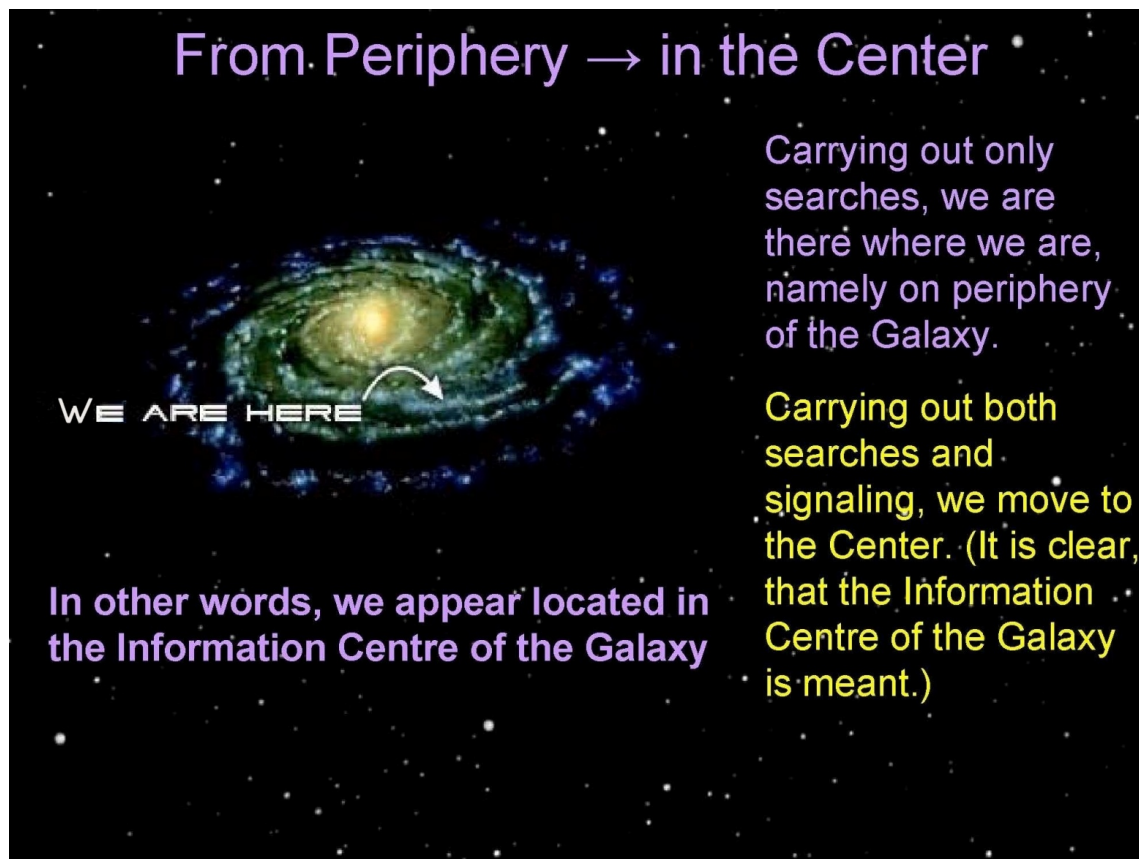 From Periphery → in the Center
Carrying out only
searches, we are
there where we are,
namely on periphery
of the Galaxy.
WE ARE HERE
Carrying out both
searches and
signaling, we move to
the Center. (It is clear,
that the Information
Centre of the Galaxy
is meant.)
In other words, we appear located in
the Information Centre of the Galaxy